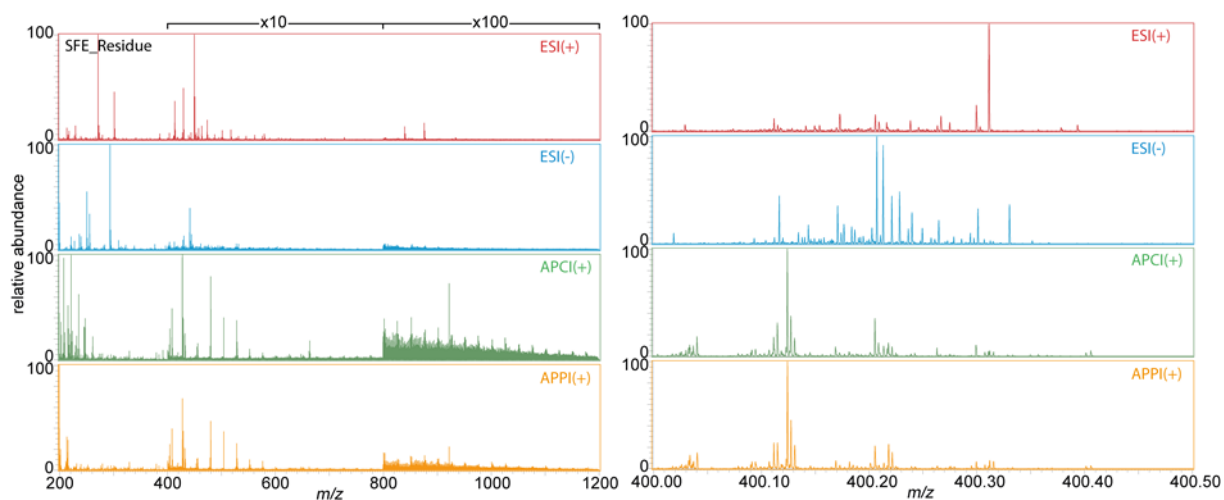 x10 x100
SFE_Residue
ESI(+)
100
0
ESI(-)
100
0
APCI(+)
100
0
APPI(+)
100
0
relative abundance
200 400 600 800 1000 1200
m/z
ESI(+)
100
0
ESI(-)
100
0
APCI(+)
100
0
APPI(+)
100
0
400.00 400.10 400.20 400.30 400.40 400.50
m/z